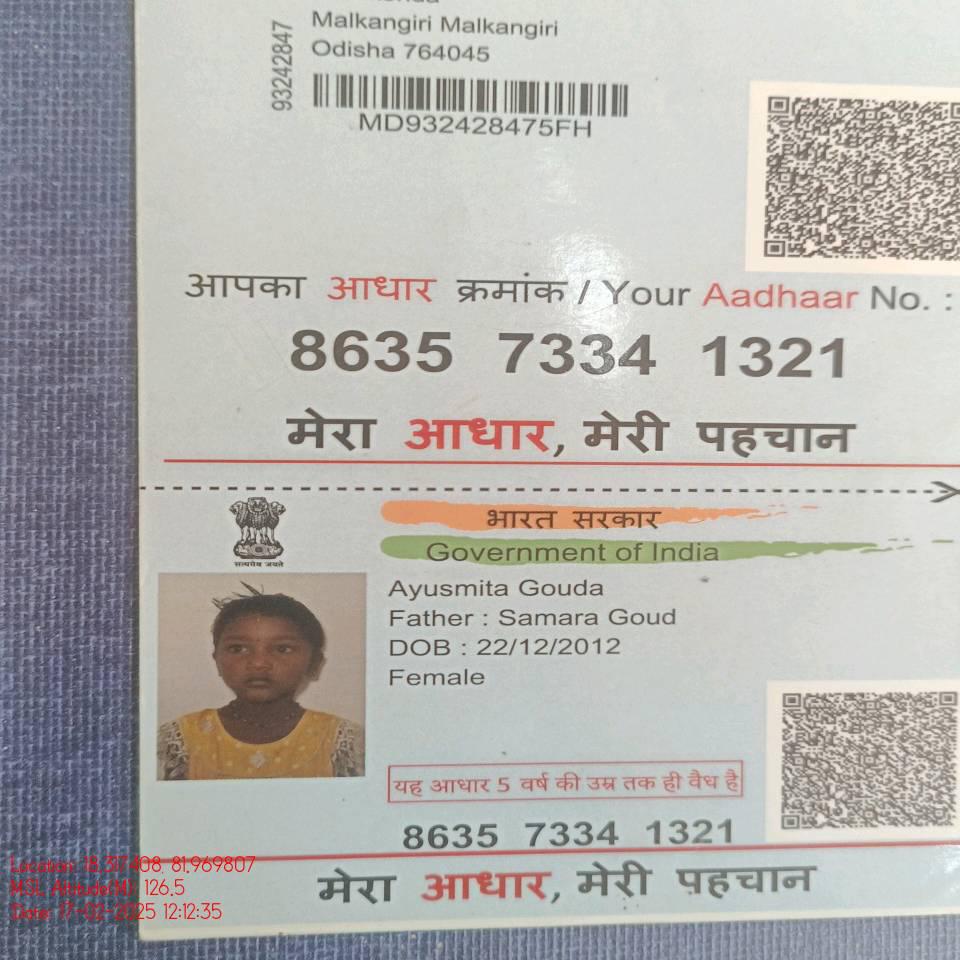 Malkangiri Malkangiri
Odisha 764045
93242847
MD932428475FH
आपका आधार क्रमांक / Your Aadhaar No. :
8635 7334 1321
मेरा आधार, मेरी पहचान
सत्यमेव जयते
भारत सरकार
Government of India
Ayusmita Gouda
Father : Samara Goud
DOB : 22/12/2012
Female
यह आधार 5 वर्ष की उम्र तक ही वैध है
8635 7334 1321
मेरा आधार, मेरी पहचान
Location: 18.317408, 81.969807
MSL Altitude(M): 126.5
Date: 17-02-2025 12:12:35